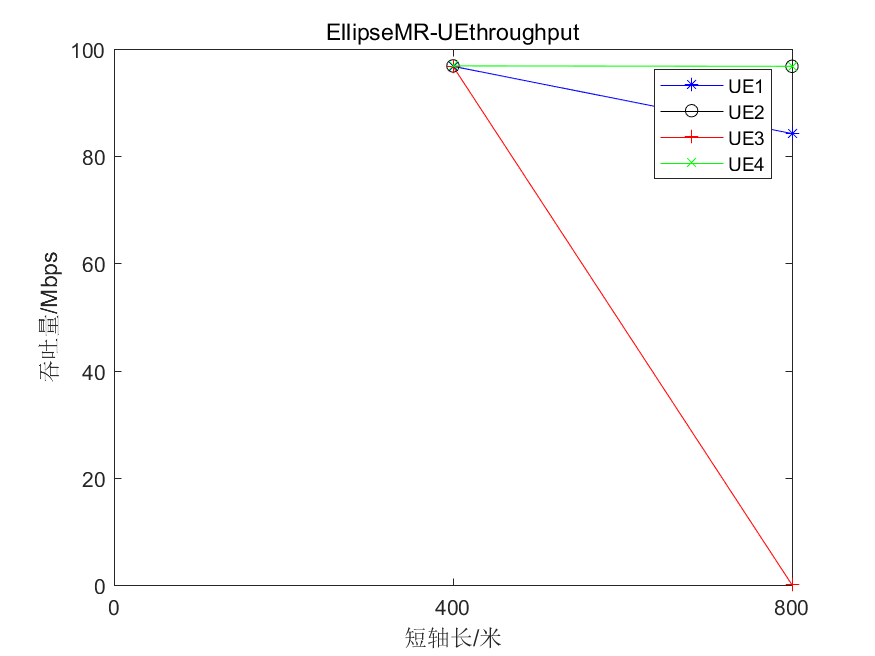 EllipseMR-UEthroughput
100
80
60
40
20
0
吞吐量/Mbps
UE1
UE2
UE3
UE4
0
400
800
短轴长/米